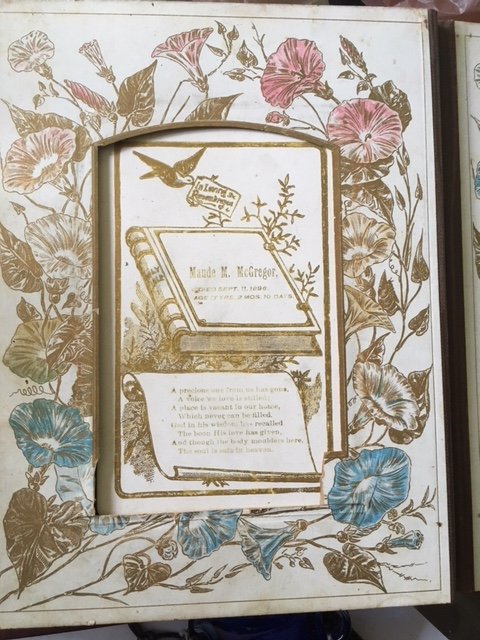 In Loving
Remembrance
Maude M. McGregor,
DIED SEPT. 11, 1896.
AGE 17 YRS. 2 MOS. 10 DAYS.
A precious one from us has gone,
A voice we love is stilled;
A place is vacant in our home,
Which never can be filled.
God in his wisdom has recalled
The boon His love has given,
And though the body moulders here,
The soul is safe in heaven.